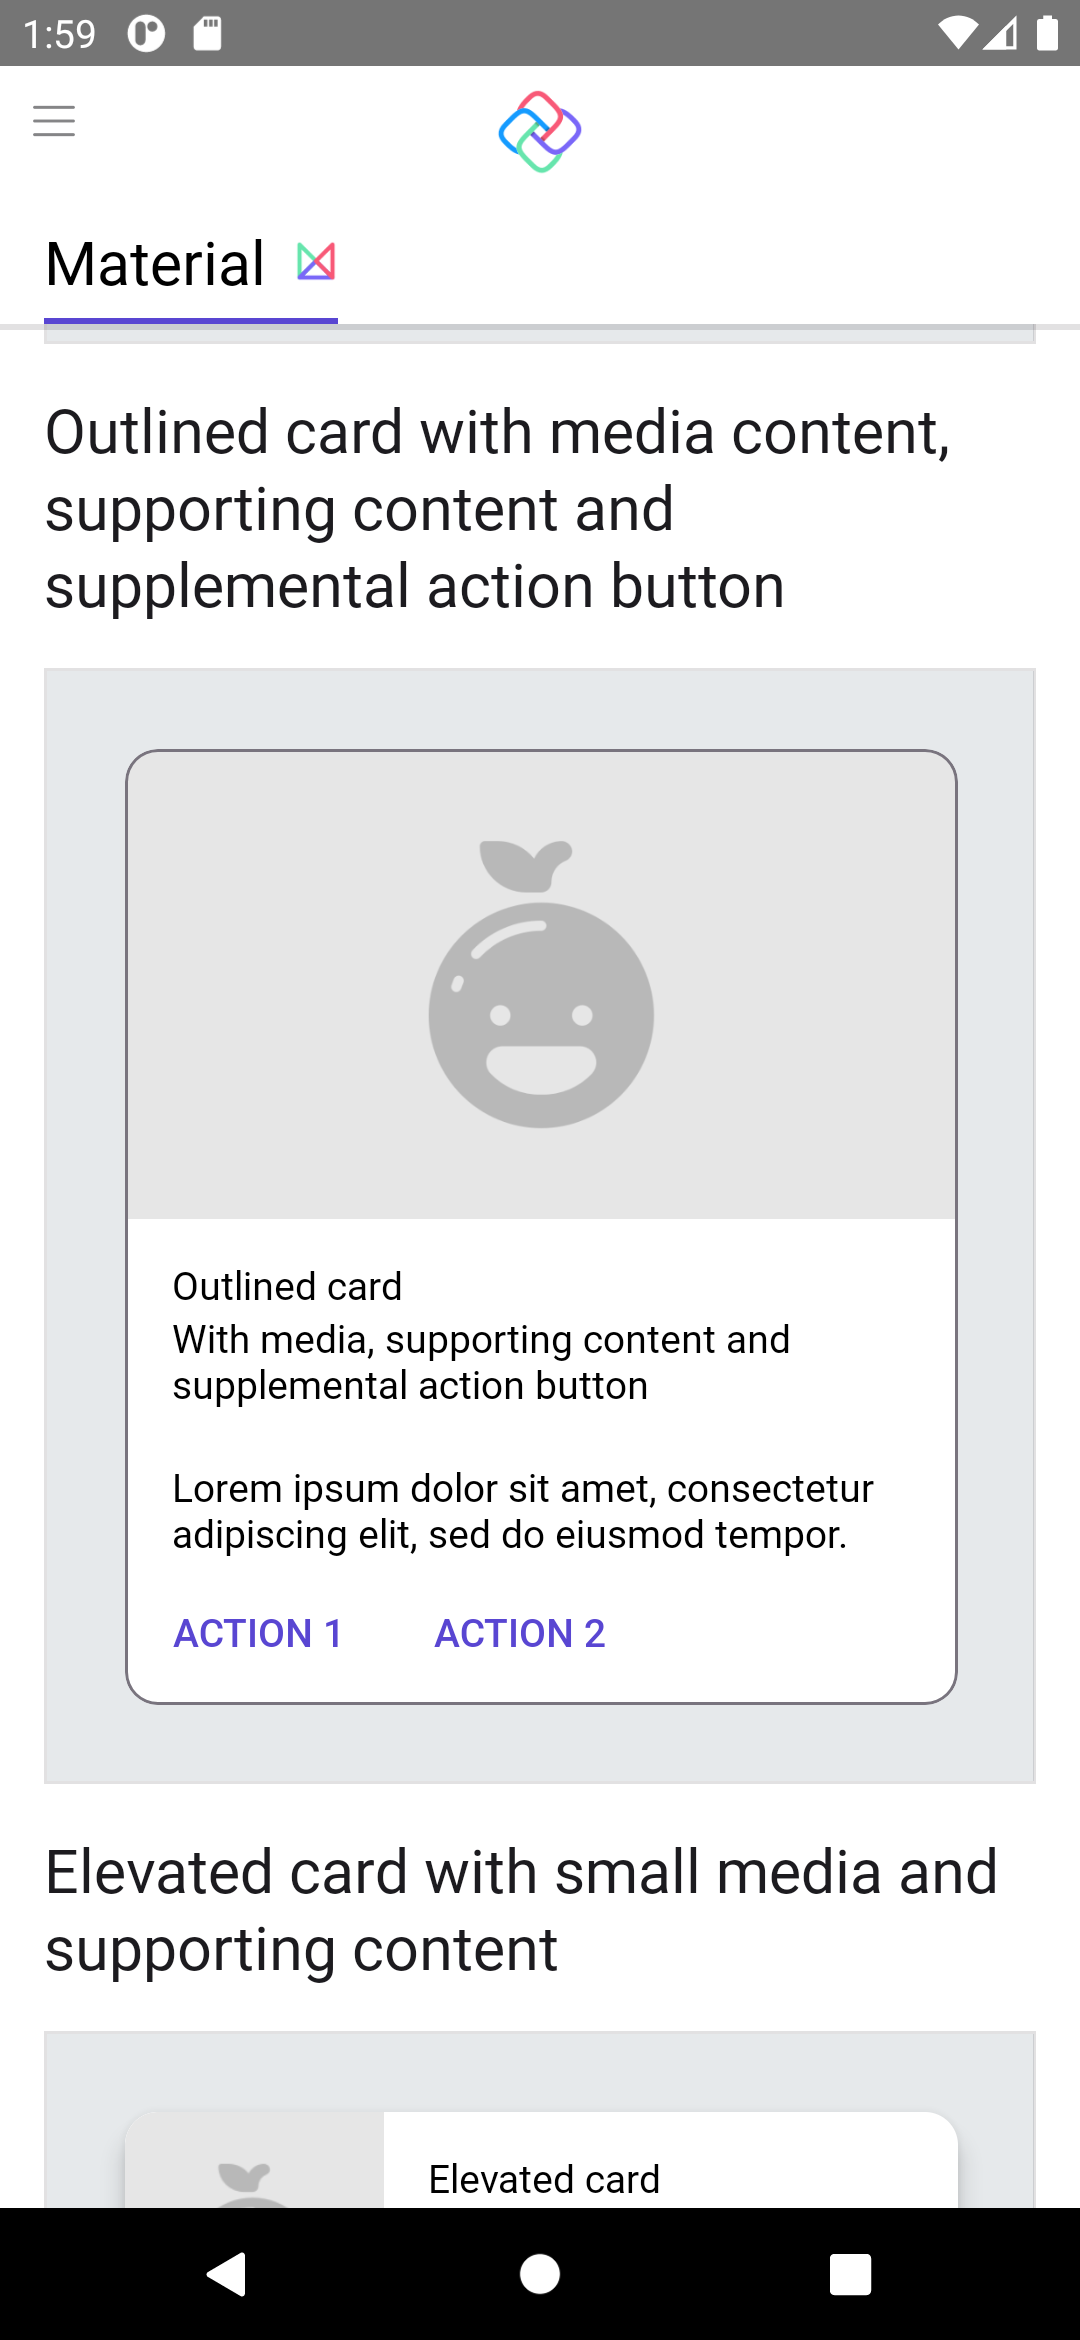 1:59
Material
Outlined card with media content,
supporting content and
supplemental action button
Outlined card
With media, supporting content and
supplemental action button
Lorem ipsum dolor sit amet, consectetur
adipiscing elit, sed do eiusmod tempor.
ACTION 1 ACTION 2
Elevated card with small media and
supporting content
Elevated card